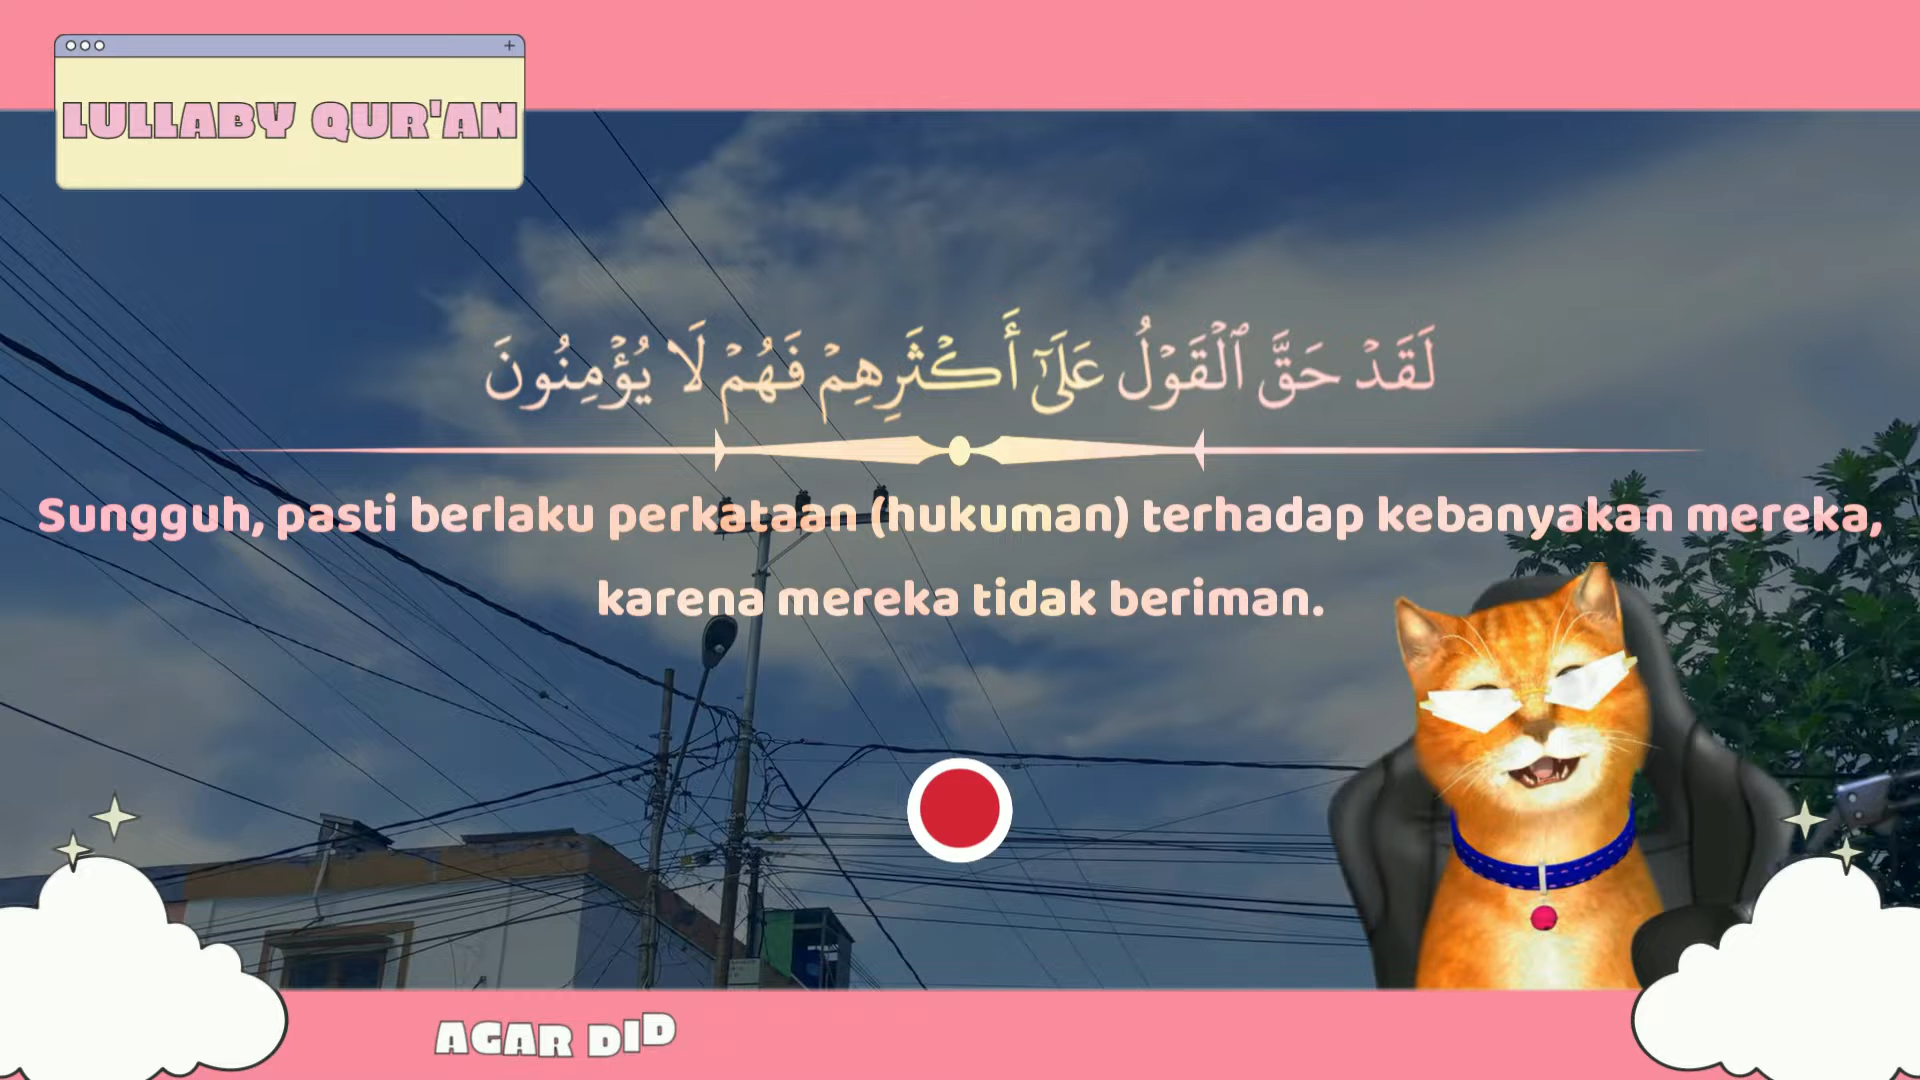 LULLABY QUR'AN
لَقَدْ حَقَّ ٱلْقَوْلُ عَلَىٰٓ أَكْثَرِهِمْ فَهُمْ لَا يُؤْمِنُونَ
Sungguh, pasti berlaku perkataan (hukuman) terhadap kebanyakan mereka,
karena mereka tidak beriman.
AGAR DID